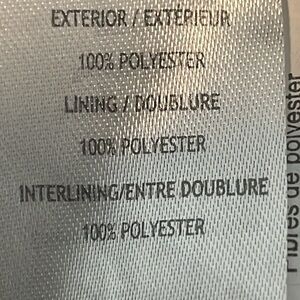 EXTERIOR / EXTÉRIEUR
100% POLYESTER
LINING / DOUBLURE
100% POLYESTER
INTERLINING/ENTRE DOUBLURE
100% POLYESTER
Fibres de polyester